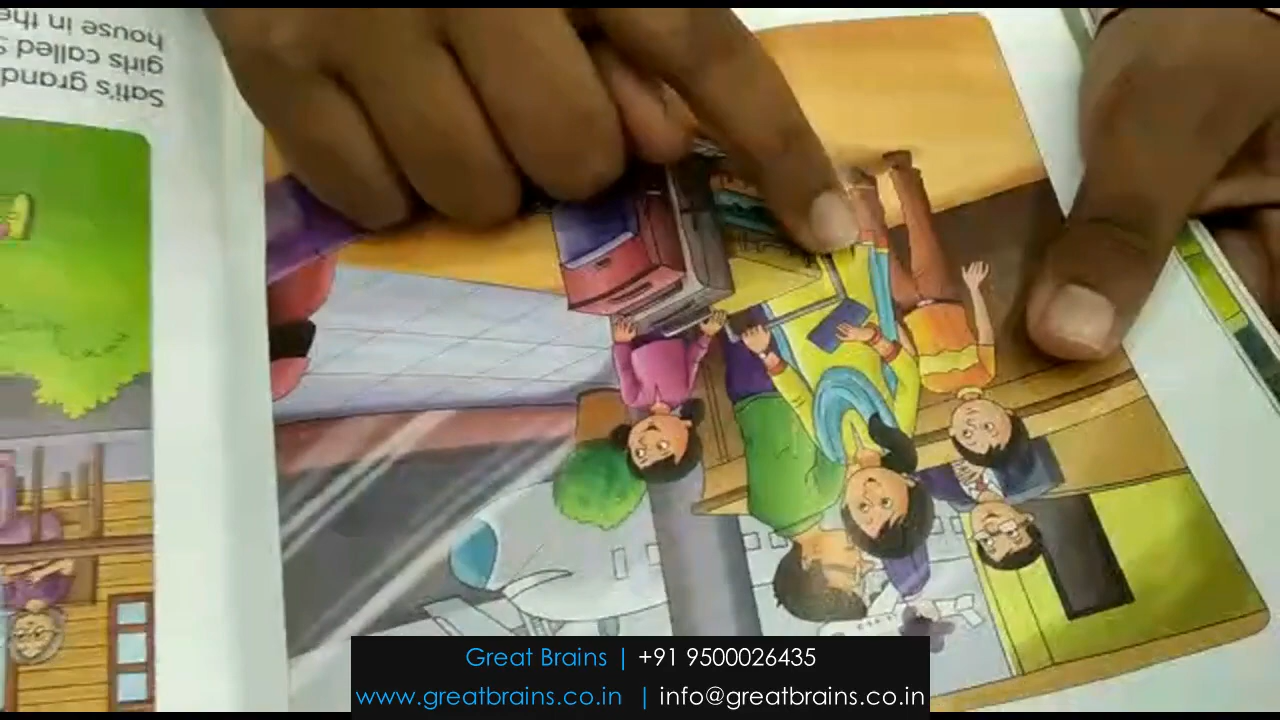 Sati's grand
girls called
house in the
Great Brains | +91 9500026435
www.greatbrains.co.in | info@greatbrains.co.in